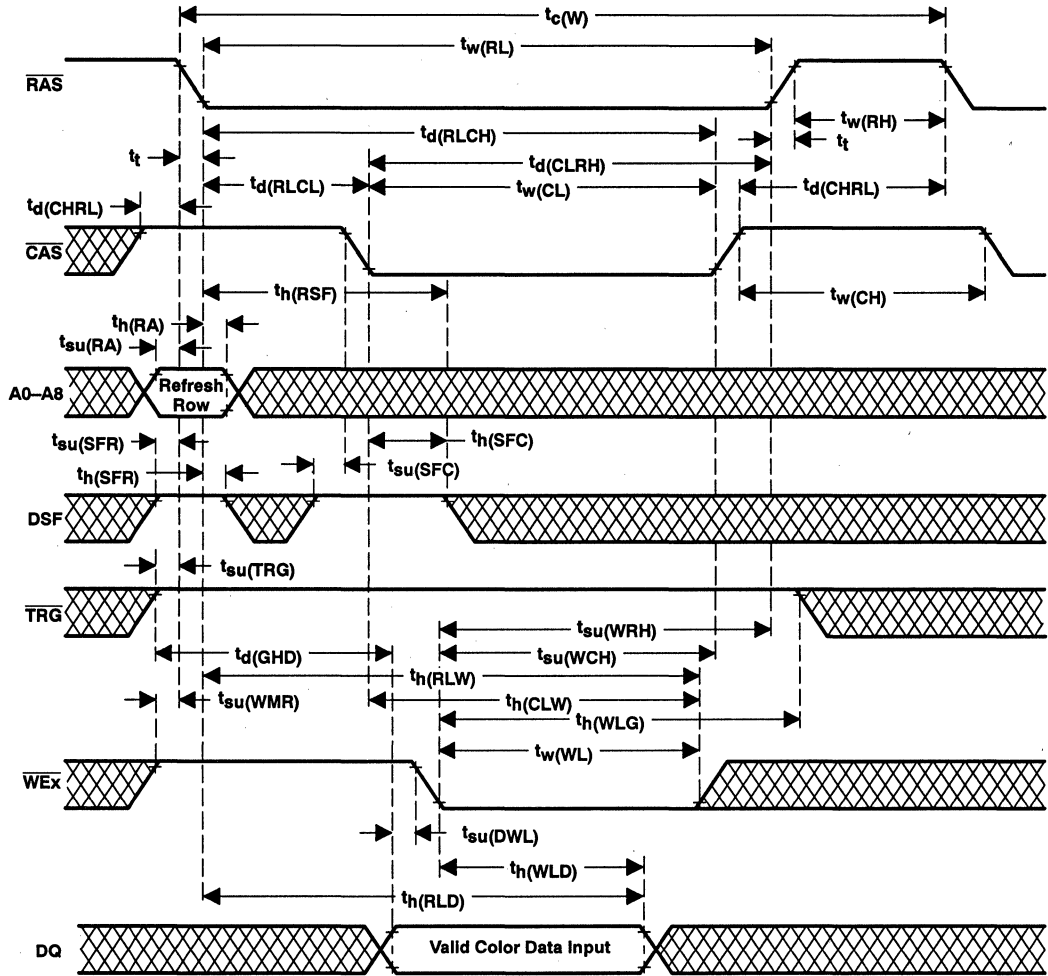 tc(W)
tw(RL)
RAS
tw(RH)
td(RLCH)
tt
tt
td(CLRH)
td(RLCL)
tw(CL)
td(CHRL)
td(CHRL)
CAS
th(RSF)
tw(CH)
th(RA)
tsu(RA)
A0–A8
Refresh
Row
tsu(SFR)
th(SFC)
th(SFR)
tsu(SFC)
DSF
tsu(TRG)
TRG
tsu(WRH)
td(GHD)
tsu(WCH)
th(RLW)
tsu(WMR)
th(CLW)
th(WLG)
tw(WL)
WEx
tsu(DWL)
th(WLD)
th(RLD)
DQ
Valid Color Data Input